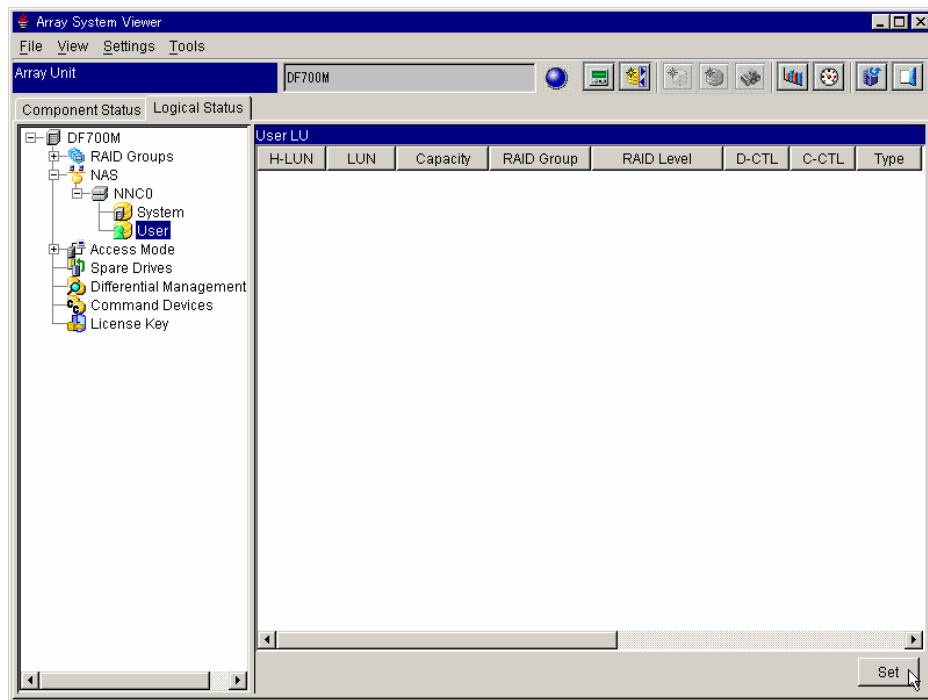 Array System Viewer
File View Settings Tools
Array Unit
DF700M
Component Status Logical Status
DF700M
RAID Groups
NAS
NNC0
System
User
Access Mode
Spare Drives
Differential Management
Command Devices
License Key
User LU
H-LUN LUN Capacity RAID Group RAID Level D-CTL C-CTL Type
Set